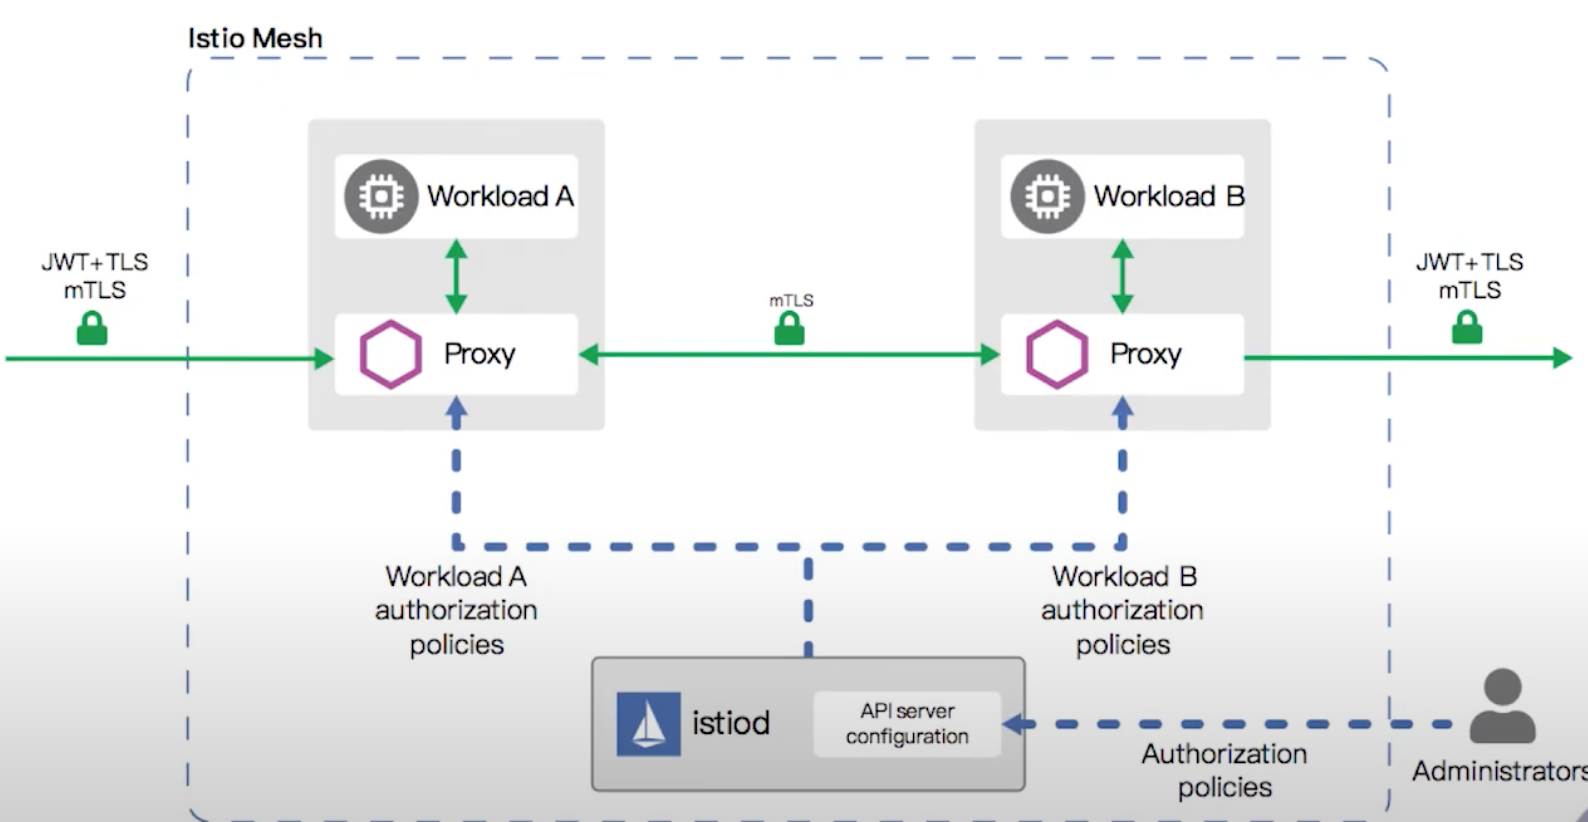 Istio Mesh
Workload A
Workload B
JWT+TLS
mTLS
mTLS
JWT+TLS
mTLS
Proxy
Proxy
Workload A
authorization
policies
Workload B
authorization
policies
istiod
API server
configuration
Authorization
policies
Administrators